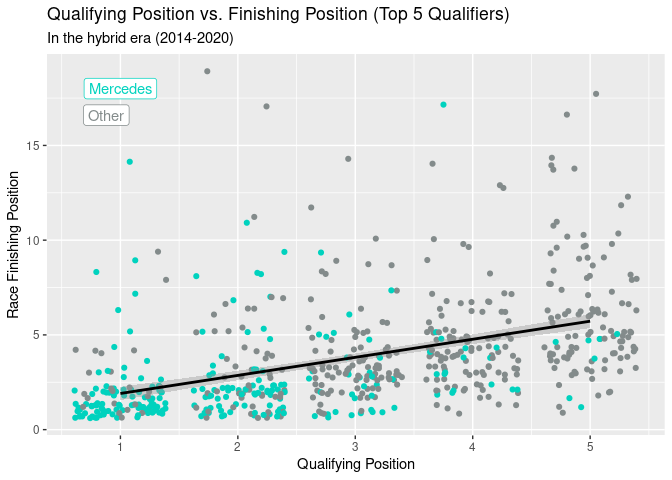 Qualifying Position vs. Finishing Position (Top 5 Qualifiers)
In the hybrid era (2014-2020)
Mercedes
Other
Race Finishing Position
15
10
5
0
1 2 3 4 5
Qualifying Position